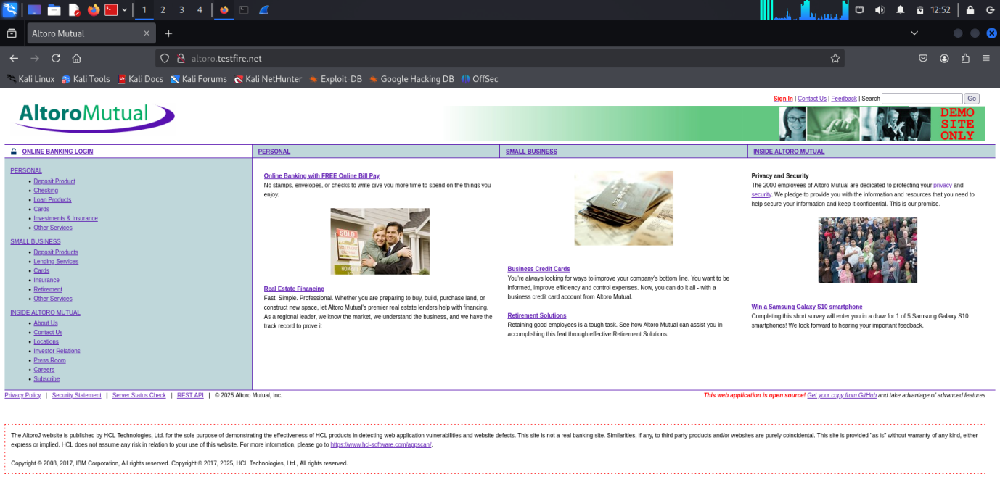 1 2 3 4 12:52
Altoro Mutual
altoro.testfire.net
Kali Linux Kali Tools Kali Docs Kali Forums Kali NetHunter Exploit-DB Google Hacking DB OffSec
Sign In | Contact Us | Feedback | Search Go
AltoroMutual
DEMO
SITE
ONLY
ONLINE BANKING LOGIN PERSONAL SMALL BUSINESS INSIDE ALTORO MUTUAL
PERSONAL
• Deposit Product
• Checking
• Loan Products
• Cards
• Investments & Insurance
• Other Services
SMALL BUSINESS
• Deposit Products
• Lending Services
• Cards
• Insurance
• Retirement
• Other Services
INSIDE ALTORO MUTUAL
• About Us
• Contact Us
• Locations
• Investor Relations
• Press Room
• Careers
• Subscribe
Online Banking with FREE Online Bill Pay
No stamps, envelopes, or checks to write give you more time to spend on the things you
enjoy.
SOLD
Real Estate Financing
Fast. Simple. Professional. Whether you are preparing to buy, build, purchase land, or
construct new space, let Altoro Mutual's premier real estate lenders help with financing.
As a regional leader, we know the market, we understand the business, and we have the
track record to prove it
Business Credit Cards
You're always looking for ways to improve your company's bottom line. You want to be
informed, improve efficiency and control expenses. Now, you can do it all - with a
business credit card account from Altoro Mutual.
Retirement Solutions
Retaining good employees is a tough task. See how Altoro Mutual can assist you in
accomplishing this feat through effective Retirement Solutions.
Privacy and Security
The 2000 employees of Altoro Mutual are dedicated to protecting your privacy and
security. We pledge to provide you with the information and resources that you need to
help secure your information and keep it confidential. This is our promise.
Win a Samsung Galaxy S10 smartphone
Completing this short survey will enter you in a draw for 1 of 5 Samsung Galaxy S10
smartphones! We look forward to hearing your important feedback.
Privacy Policy | Security Statement | Server Status Check | REST API | © 2025 Altoro Mutual, Inc.
This web application is open source! Get your copy from GitHub and take advantage of advanced features
The AltoroJ website is published by HCL Technologies, Ltd. for the sole purpose of demonstrating the effectiveness of HCL products in detecting web application vulnerabilities and website defects. This site is not a real banking site. Similarities, if any, to third party products and/or websites are purely coincidental. This site is provided "as is" without warranty of any kind, either
express or implied. HCL does not assume any risk in relation to your use of this website. For more information, please go to https://www.hcl-software.com/appscan/.
Copyright © 2008, 2017, IBM Corporation, All rights reserved. Copyright © 2017, 2025, HCL Technologies, Ltd., All rights reserved.